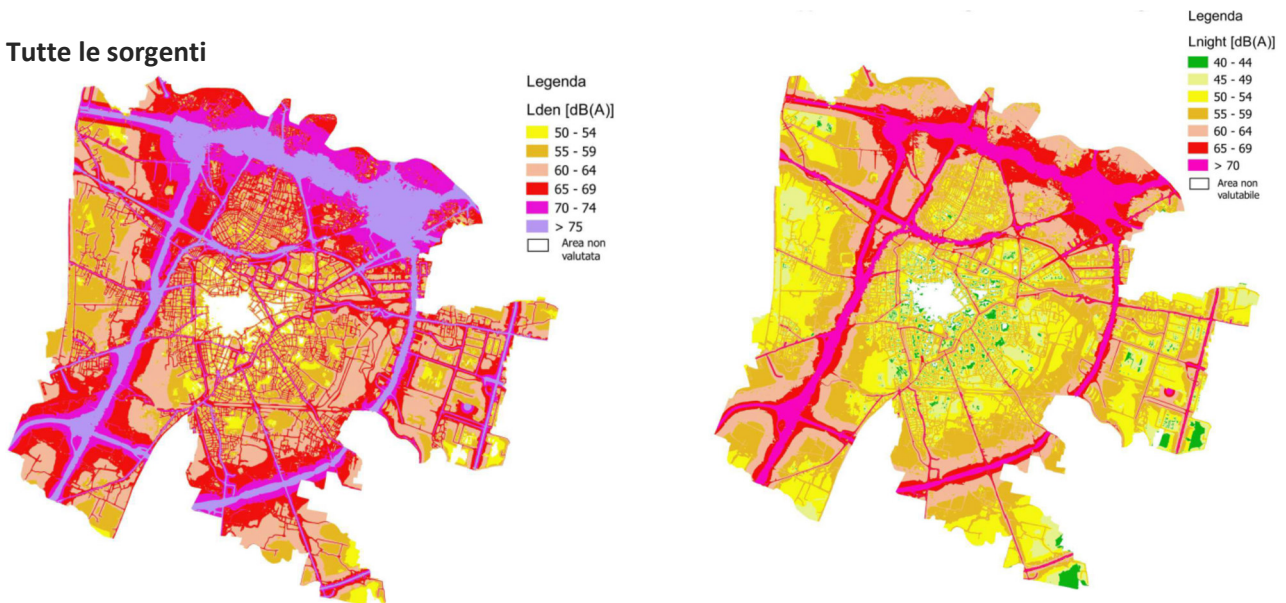 Tutte le sorgenti
Legenda
Lden [dB(A)]
50 - 54
55 - 59
60 - 64
65 - 69
70 - 74
> 75
Area non
valutata
Legenda
Lnight [dB(A)]
40 - 44
45 - 49
50 - 54
55 - 59
60 - 64
65 - 69
> 70
Area non
valutabile